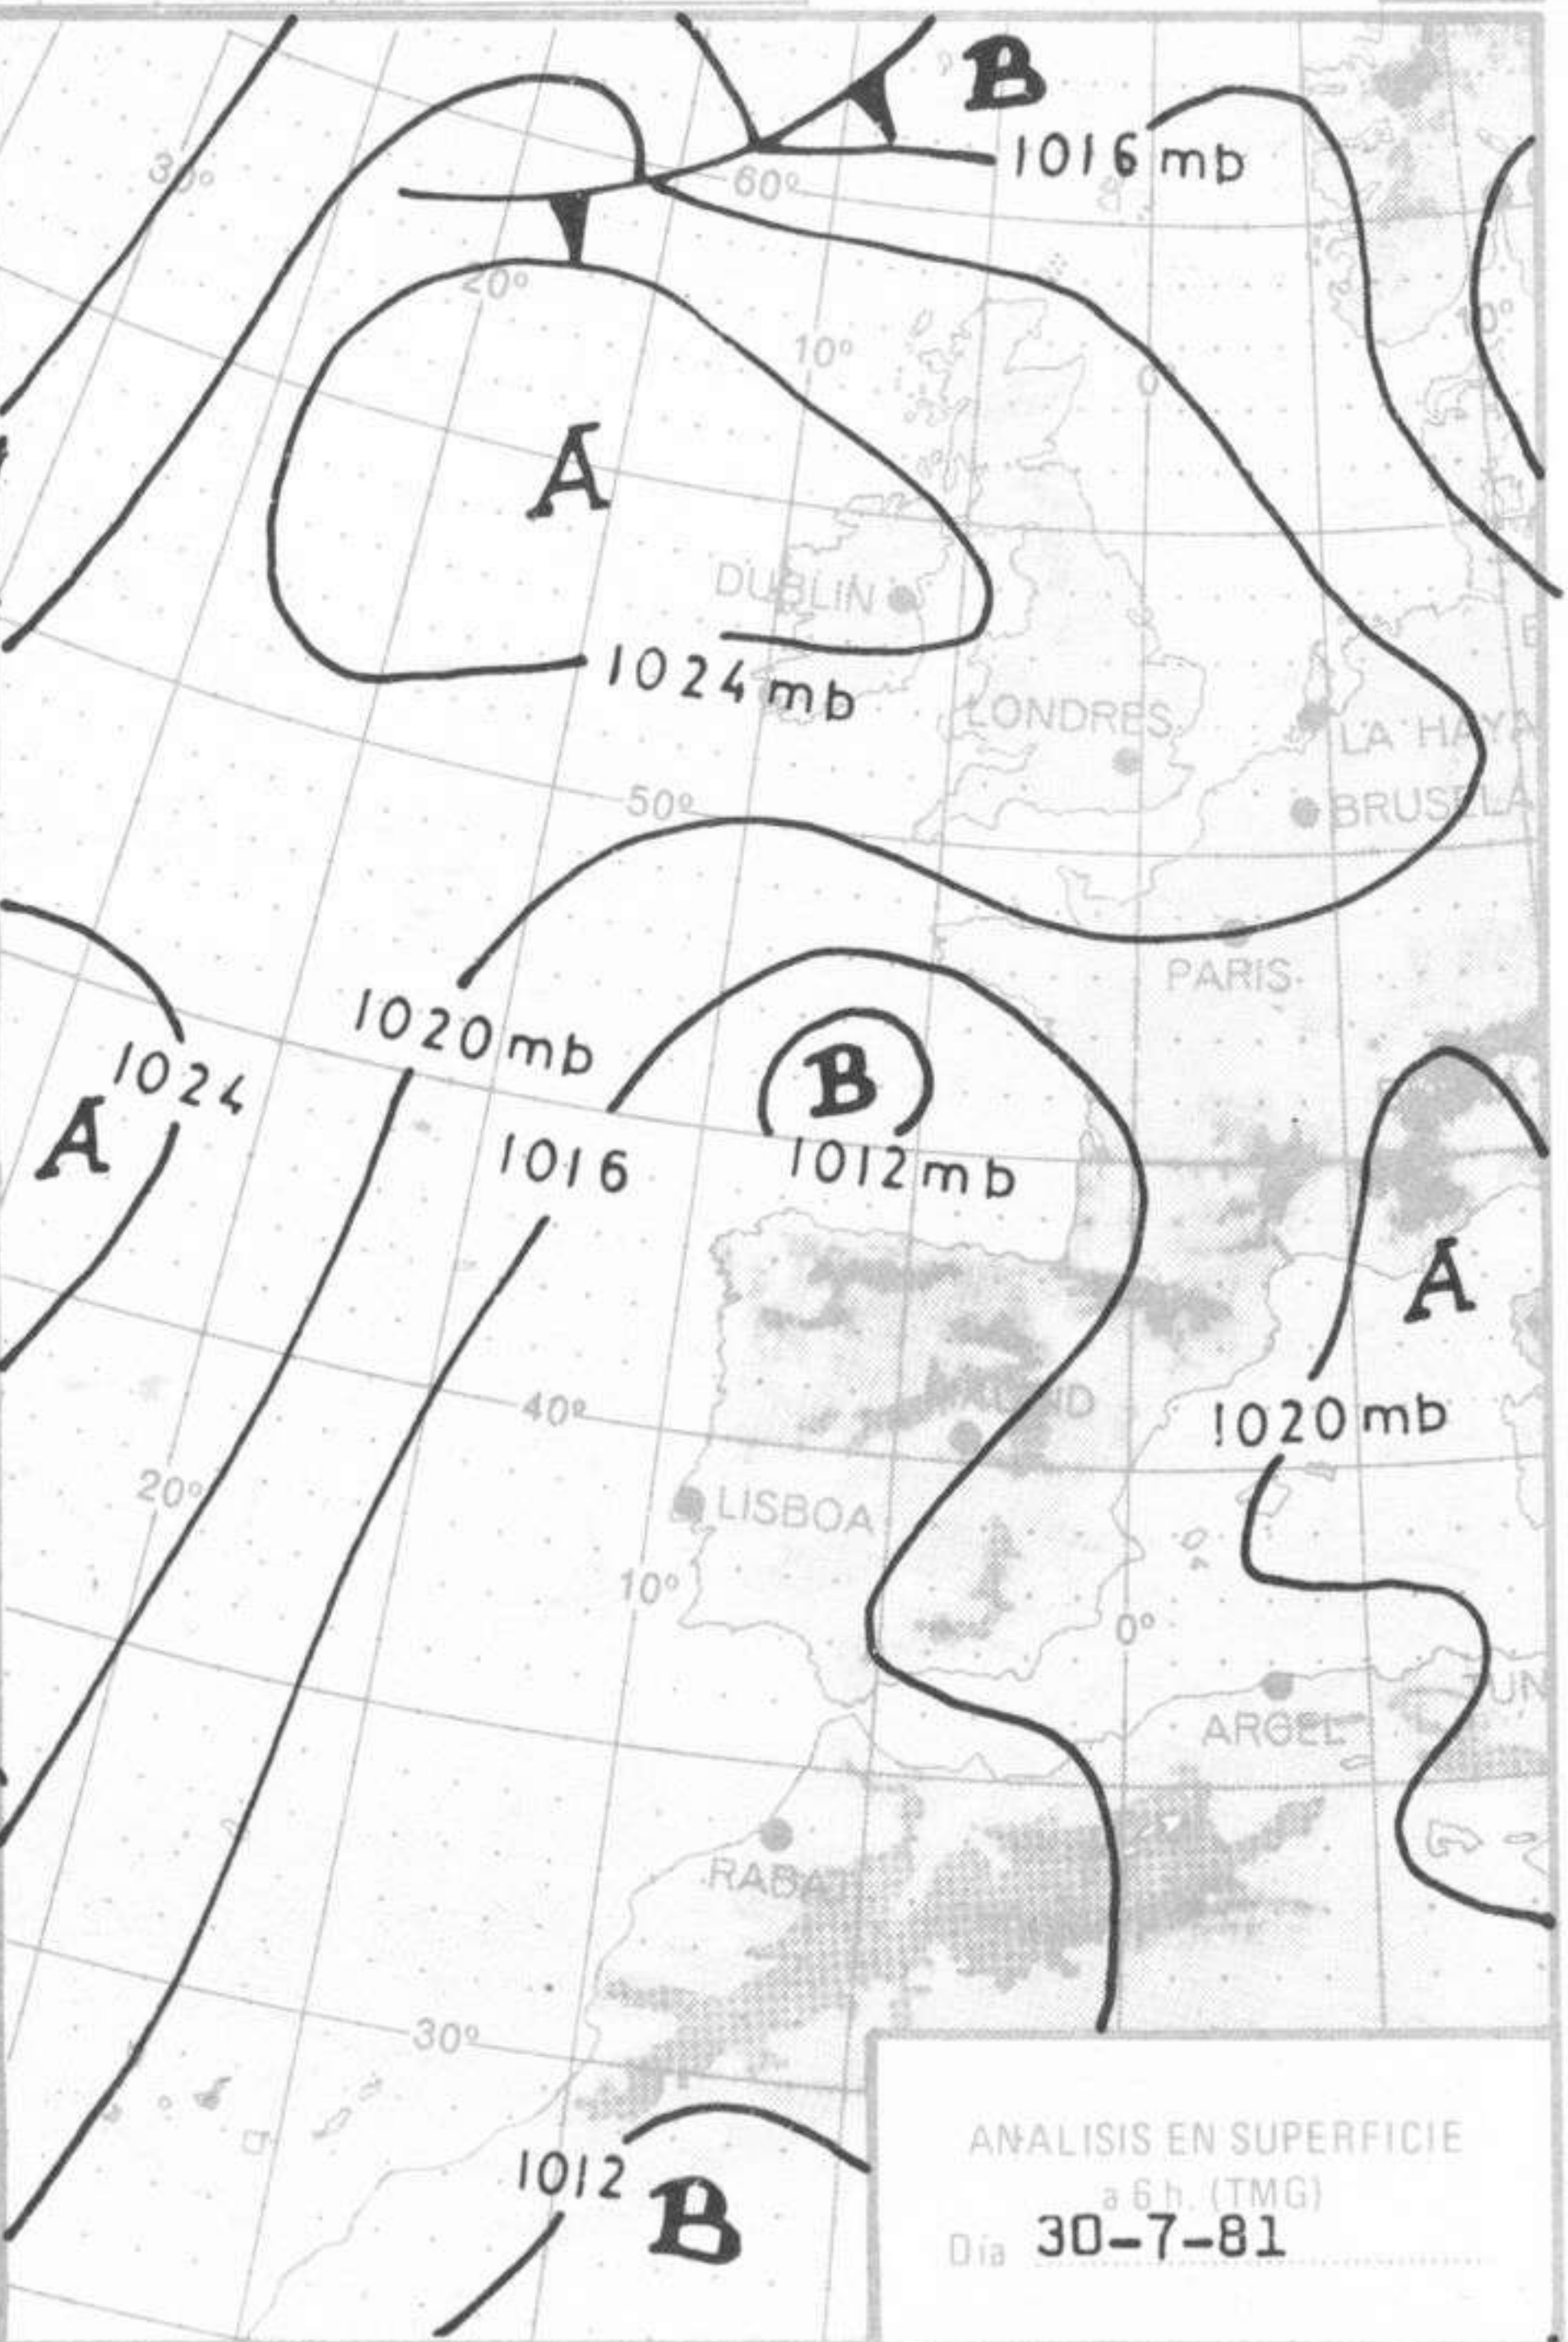 B
1016 mb
30°
60°
20°
10°
0°
10°
A
DUBLIN
1024 mb
LONDRES
LA HAYA
50°
BRUSELA
PARIS
1020 mb
1024
A
B
1016
1012 mb
A
MADRID
40°
1020 mb
20°
LISBOA
10°
0°
ARGEL
TUN
RABAT
30°
1012
B
ANALISIS EN SUPERFICIE
a 6 h. (TMG)
Día 30-7-81